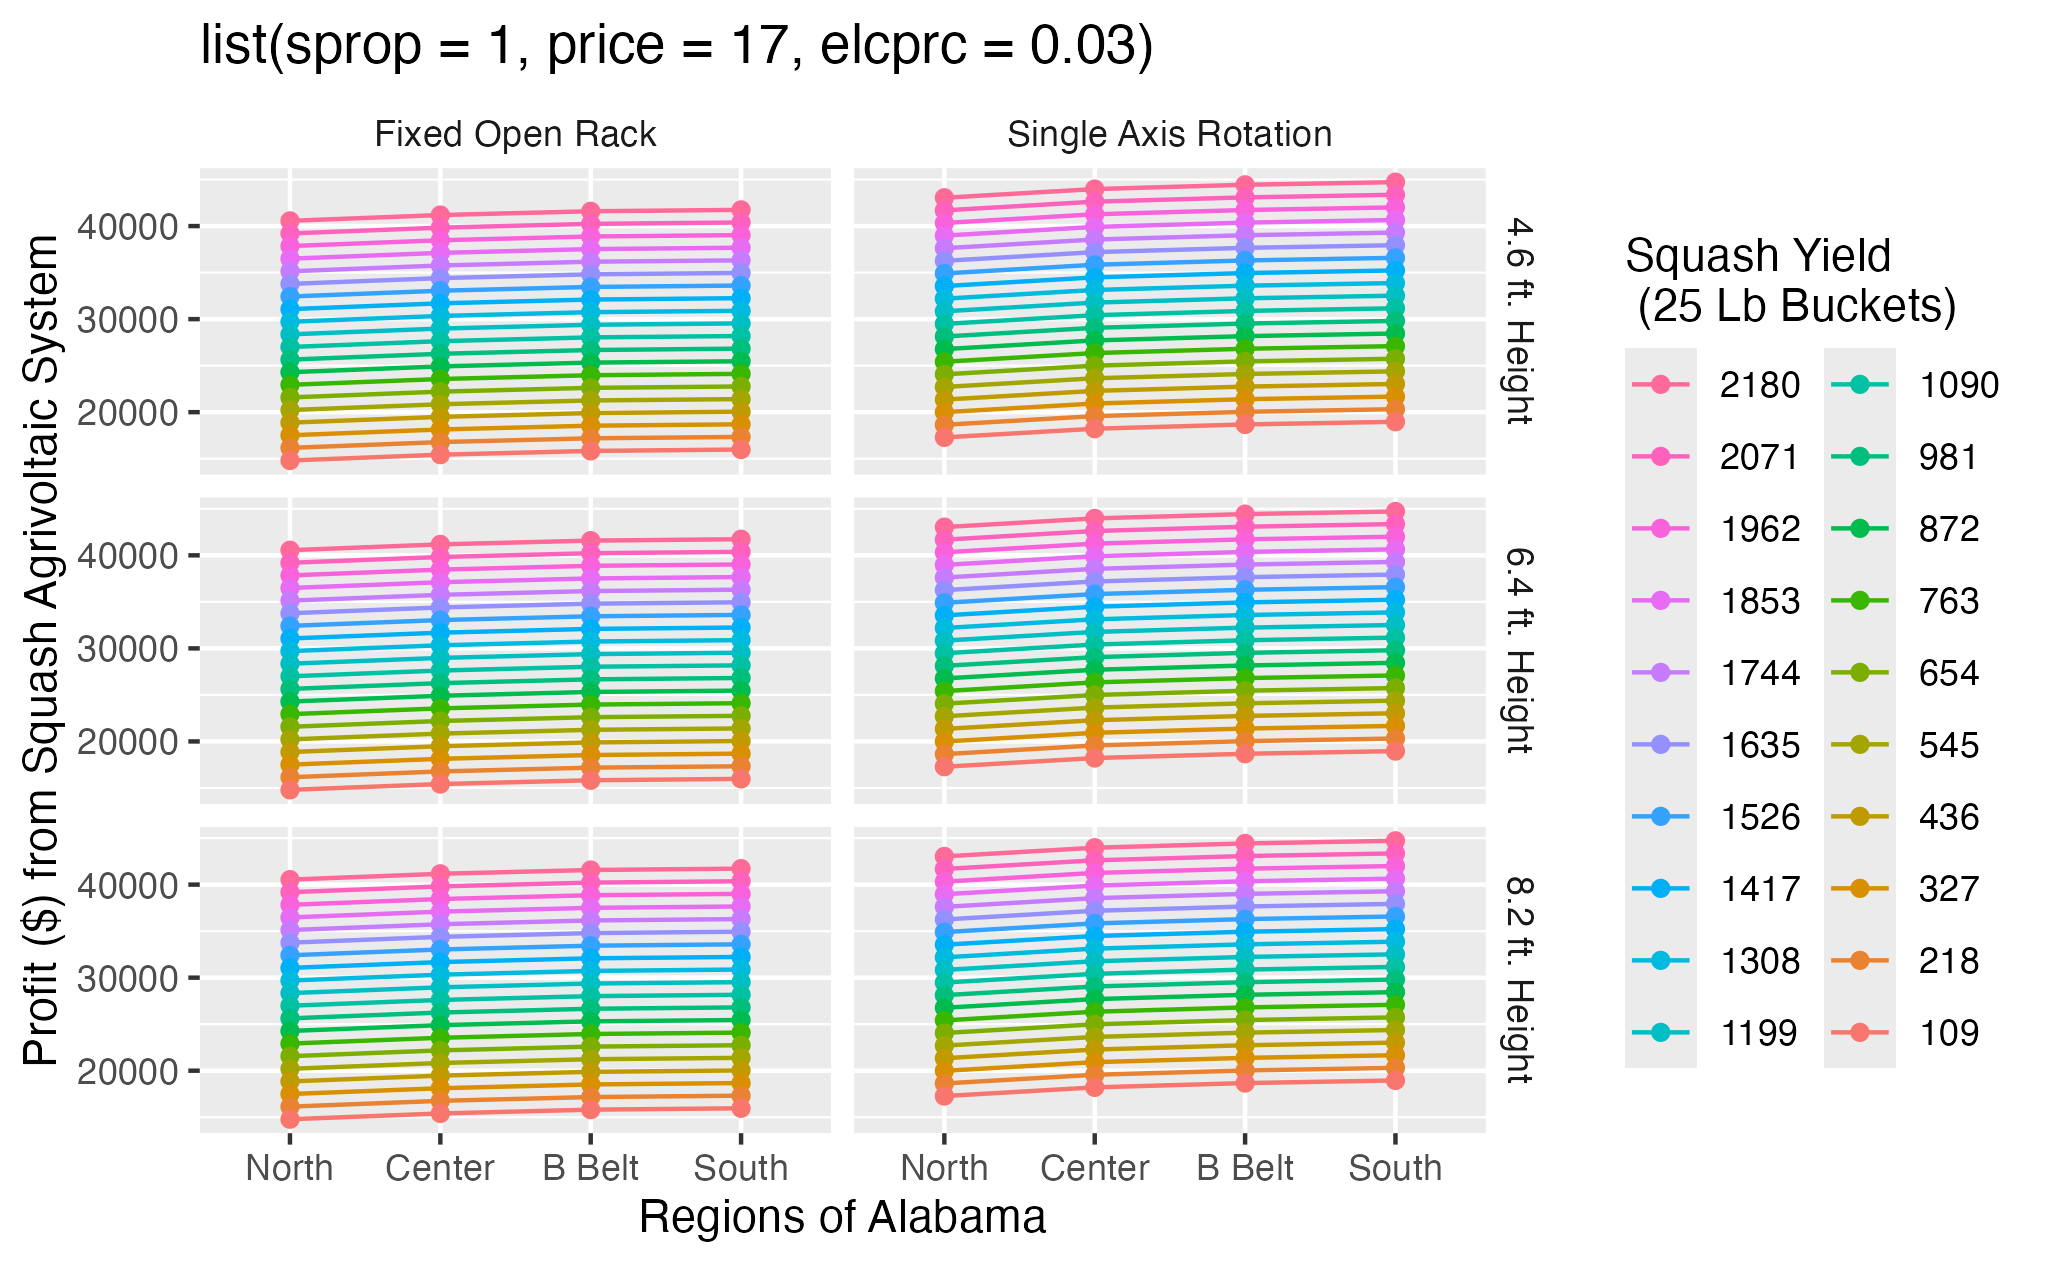 list(sprop = 1, price = 17, elcprc = 0.03)
Fixed Open Rack
Single Axis Rotation
Profit ($) from Squash Agrivoltaic System
40000
30000
20000
4.6 ft. Height
40000
30000
20000
6.4 ft. Height
40000
30000
20000
8.2 ft. Height
North Center B Belt South
North Center B Belt South
Regions of Alabama
Squash Yield
(25 Lb Buckets)
2180 1090
2071 981
1962 872
1853 763
1744 654
1635 545
1526 436
1417 327
1308 218
1199 109